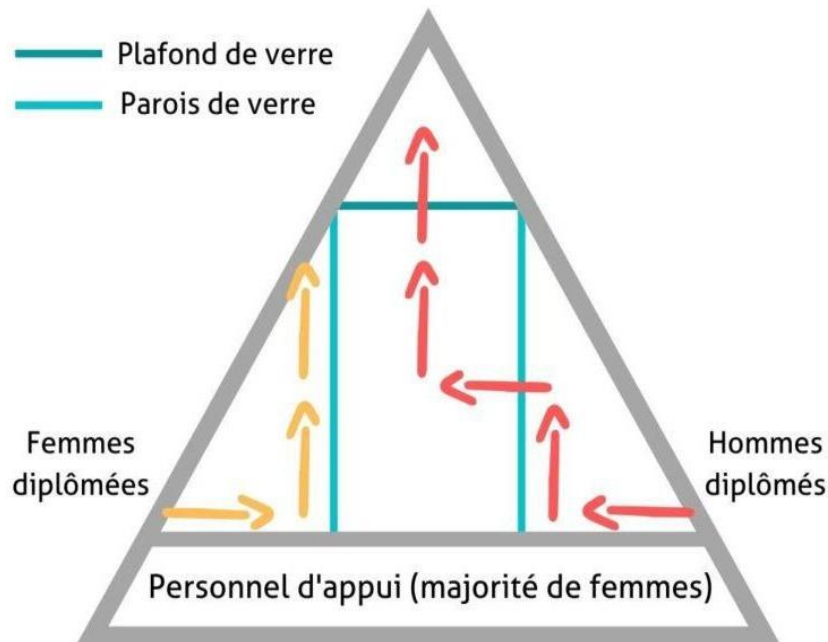 Plafond de verre
Parois de verre
Femmes
diplômées
Hommes
diplômés
Personnel d'appui (majorité de femmes)